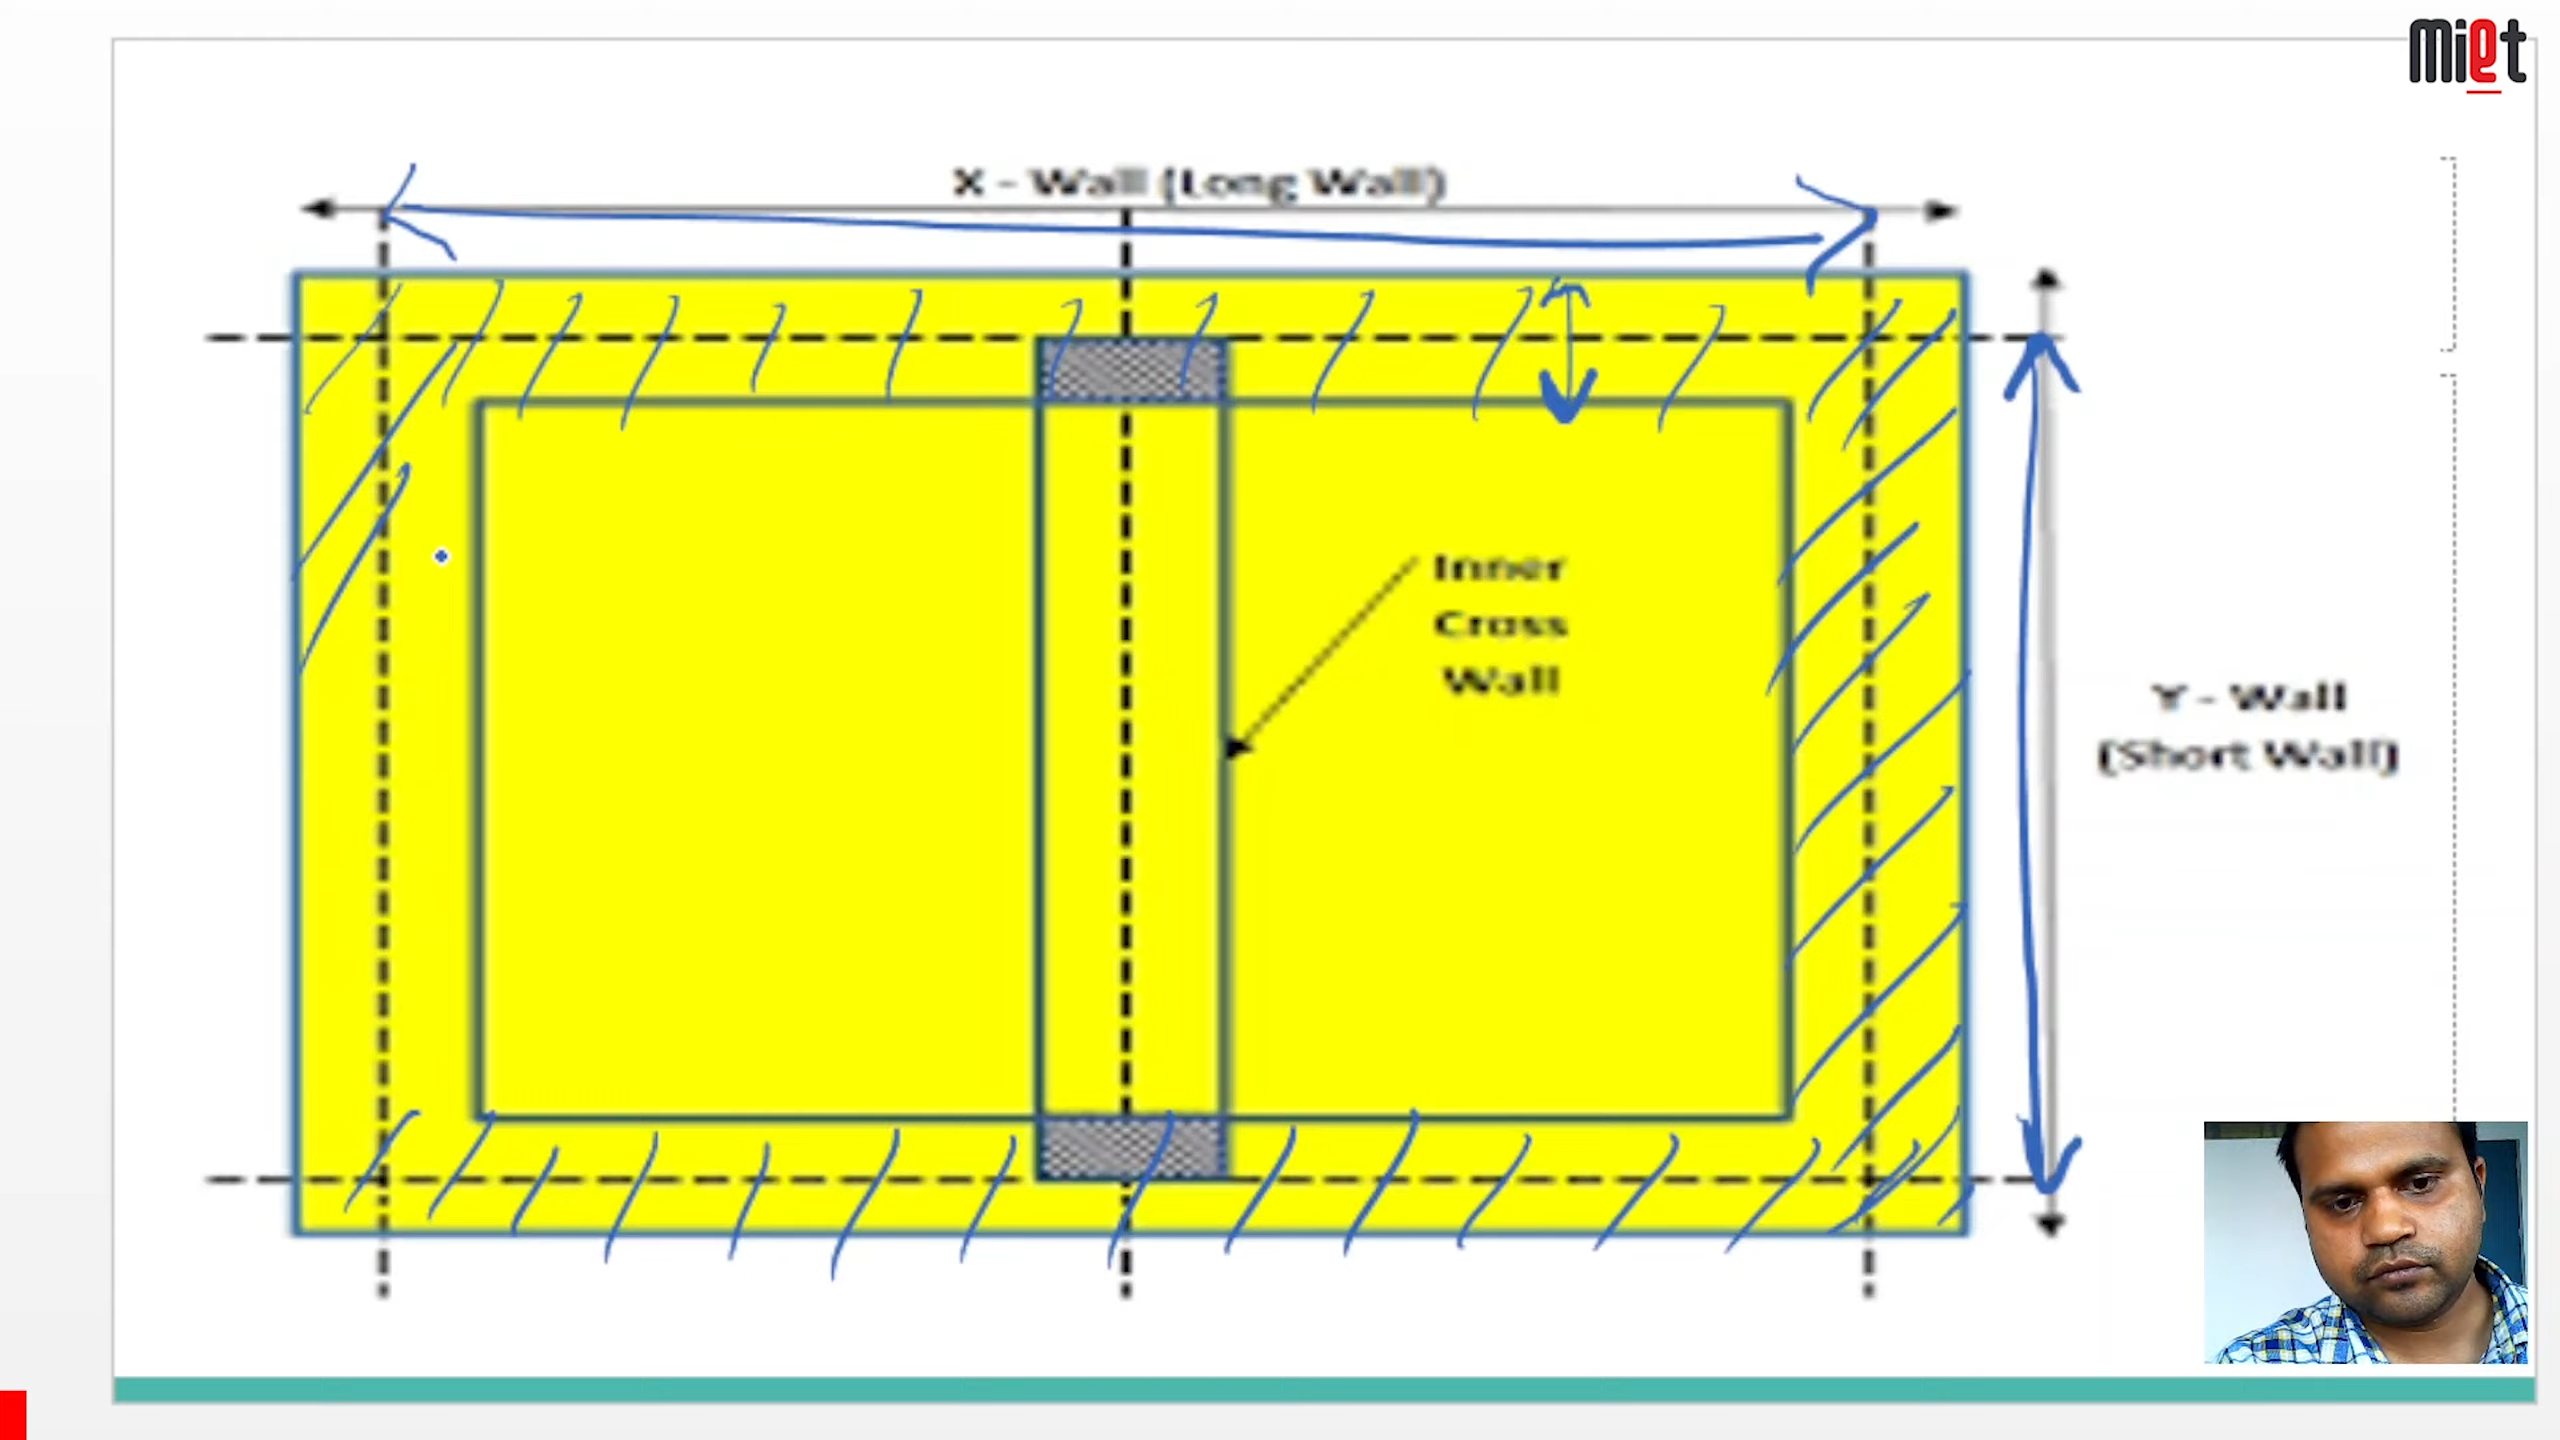 miet
X - Wall (Long Wall)
Inner
Cross
Wall
Y - Wall
(Short Wall)